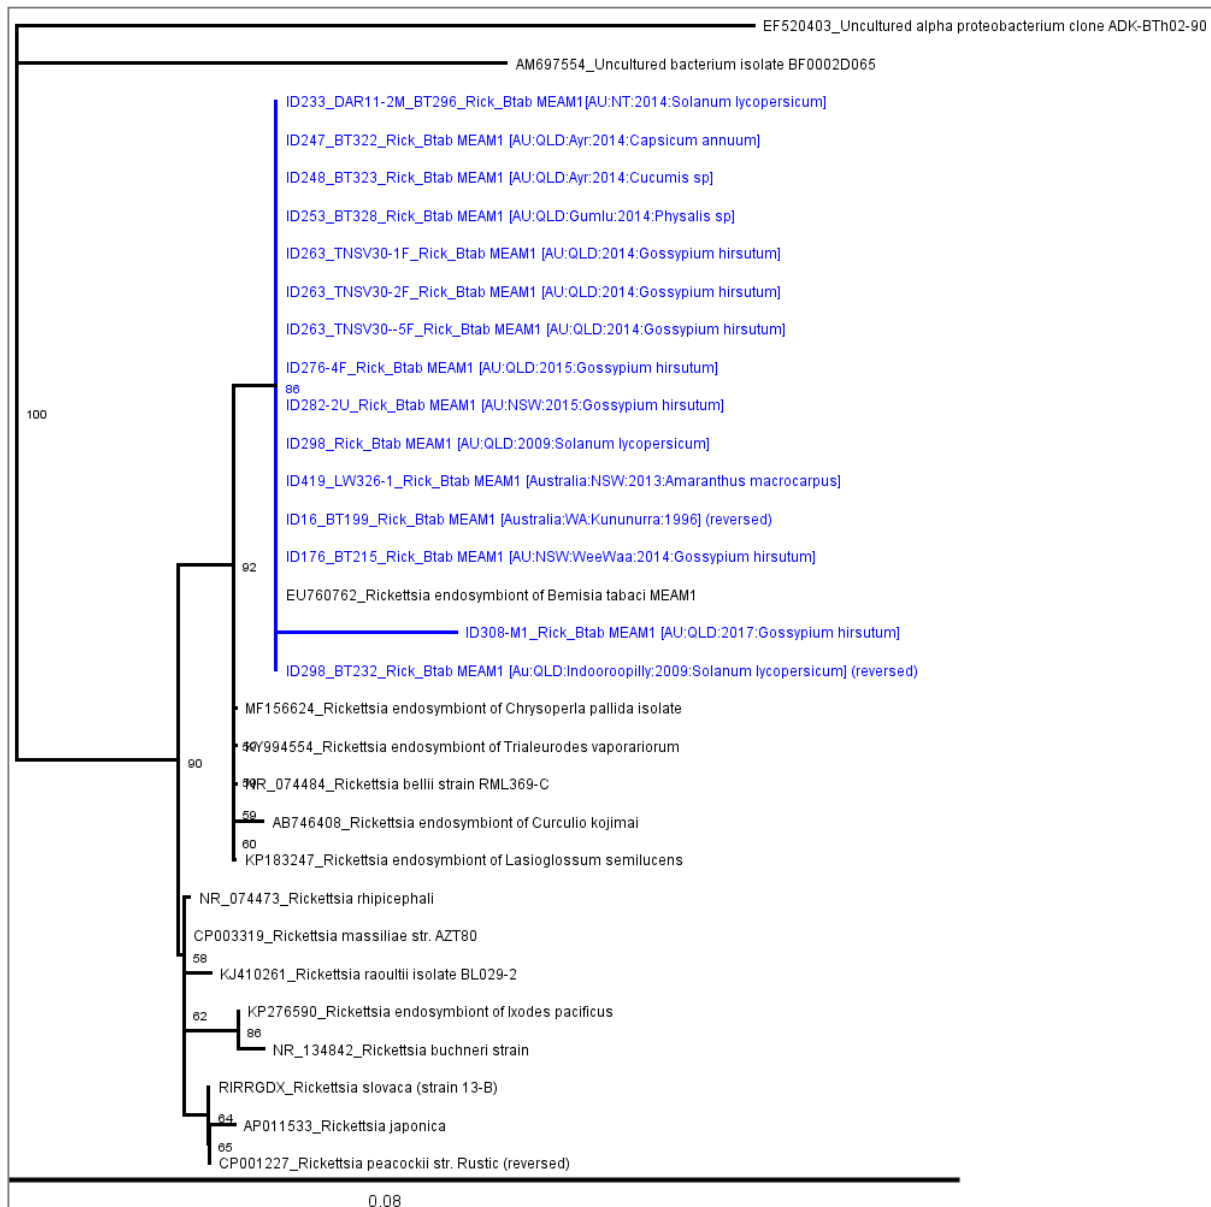 EF520403_Uncultured alpha proteobacterium clone ADK-BTh02-90
AM697554_Uncultured bacterium isolate BF0002D065
ID233_DAR11-2M_BT296_Rick_Btab MEAM1[AU:NT:2014:Solanum lycopersicum]
ID247_BT322_Rick_Btab MEAM1 [AU:QLD:Ayr:2014:Capsicum annuum]
ID248_BT323_Rick_Btab MEAM1 [AU:QLD:Ayr:2014:Cucumis sp]
ID253_BT328_Rick_Btab MEAM1 [AU:QLD:Gumlu:2014:Physalis sp]
ID263_TNSV30-1F_Rick_Btab MEAM1 [AU:QLD:2014:Gossypium hirsutum]
ID263_TNSV30-2F_Rick_Btab MEAM1 [AU:QLD:2014:Gossypium hirsutum]
ID263_TNSV30--5F_Rick_Btab MEAM1 [AU:QLD:2014:Gossypium hirsutum]
ID276-4F_Rick_Btab MEAM1 [AU:QLD:2015:Gossypium hirsutum]
86
ID282-2U_Rick_Btab MEAM1 [AU:NSW:2015:Gossypium hirsutum]
100
ID298_Rick_Btab MEAM1 [AU:QLD:2009:Solanum lycopersicum]
ID419_LW326-1_Rick_Btab MEAM1 [Australia:NSW:2013:Amaranthus macrocarpus]
ID16_BT199_Rick_Btab MEAM1 [Australia:WA:Kununurra:1996] (reversed)
ID176_BT215_Rick_Btab MEAM1 [AU:NSW:WeeWaa:2014:Gossypium hirsutum]
92
EU760762_Rickettsia endosymbiont of Bemisia tabaci MEAM1
ID308-M1_Rick_Btab MEAM1 [AU:QLD:2017:Gossypium hirsutum]
ID298_BT232_Rick_Btab MEAM1 [Au:QLD:Indooroopilly:2009:Solanum lycopersicum] (reversed)
MF156624_Rickettsia endosymbiont of Chrysoperla pallida isolate
KY994554_Rickettsia endosymbiont of Trialeurodes vaporariorum
90
NR_074484_Rickettsia bellii strain RML369-C
59
AB746408_Rickettsia endosymbiont of Curculio kojimai
60
KP183247_Rickettsia endosymbiont of Lasioglossum semilucens
NR_074473_Rickettsia rhipicephali
CP003319_Rickettsia massiliae str. AZT80
58
KJ410261_Rickettsia raoultii isolate BL029-2
62
KP276590_Rickettsia endosymbiont of Ixodes pacificus
86
NR_134842_Rickettsia buchneri strain
RIRRGDX_Rickettsia slovaca (strain 13-B)
64
AP011533_Rickettsia japonica
65
CP001227_Rickettsia peacockii str. Rustic (reversed)
0.08